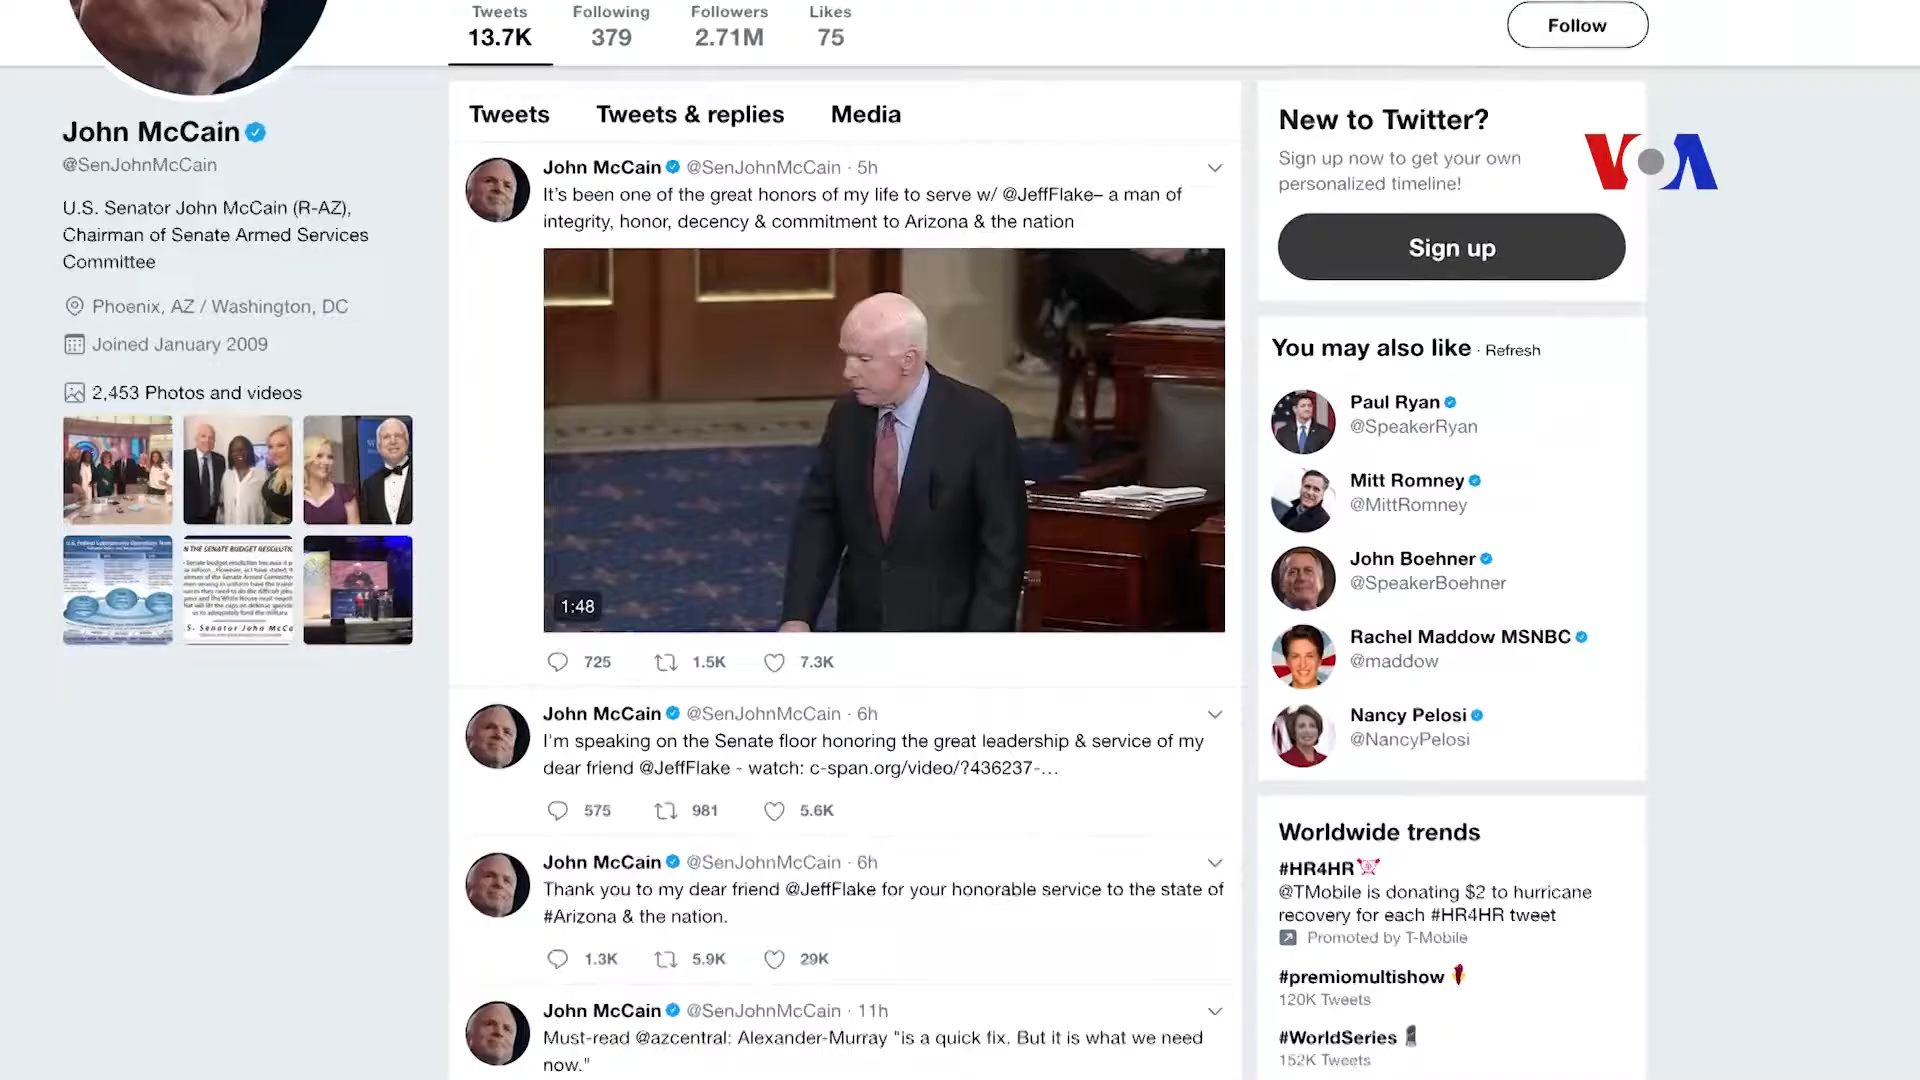 Tweets Following Followers Likes
13.7K 379 2.71M 75
Follow
John McCain
@SenJohnMcCain
U.S. Senator John McCain (R-AZ),
Chairman of Senate Armed Services
Committee
Phoenix, AZ / Washington, DC
Joined January 2009
2,453 Photos and videos
N THE SENATE BUDGET RESOLUTIO
Tweets Tweets & replies Media
John McCain @SenJohnMcCain · 5h
It's been one of the great honors of my life to serve w/ @JeffFlake– a man of
integrity, honor, decency & commitment to Arizona & the nation
1:48
725 1.5K 7.3K
John McCain @SenJohnMcCain · 6h
I'm speaking on the Senate floor honoring the great leadership & service of my
dear friend @JeffFlake - watch: c-span.org/video/?436237-…
575 981 5.6K
John McCain @SenJohnMcCain · 6h
Thank you to my dear friend @JeffFlake for your honorable service to the state of
#Arizona & the nation.
1.3K 5.9K 29K
John McCain @SenJohnMcCain · 11h
Must-read @azcentral: Alexander-Murray "is a quick fix. But it is what we need
now."
New to Twitter?
Sign up now to get your own
personalized timeline!
Sign up
VOA
You may also like · Refresh
Paul Ryan
@SpeakerRyan
Mitt Romney
@MittRomney
John Boehner
@SpeakerBoehner
Rachel Maddow MSNBC
@maddow
Nancy Pelosi
@NancyPelosi
Worldwide trends
#HR4HR
@TMobile is donating $2 to hurricane
recovery for each #HR4HR tweet
Promoted by T-Mobile
#premiomultishow
120K Tweets
#WorldSeries
152K Tweets